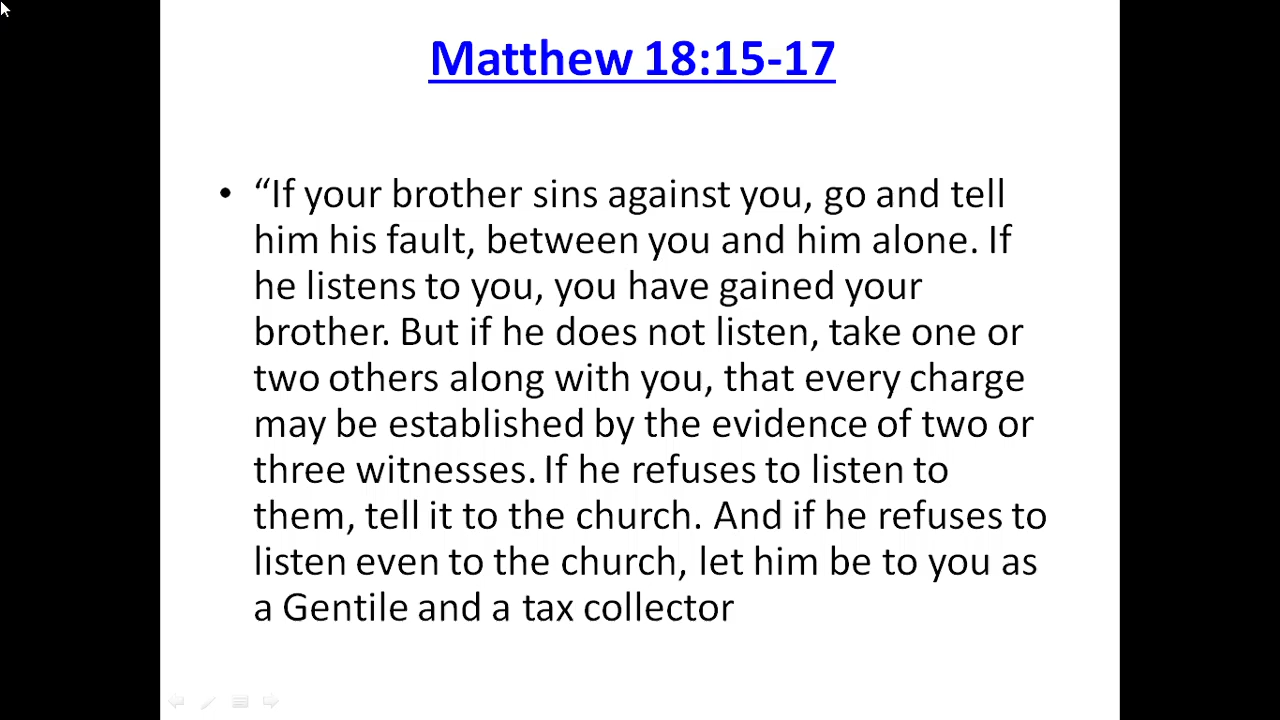 Matthew 18:15-17
• “If your brother sins against you, go and tell
him his fault, between you and him alone. If
he listens to you, you have gained your
brother. But if he does not listen, take one or
two others along with you, that every charge
may be established by the evidence of two or
three witnesses. If he refuses to listen to
them, tell it to the church. And if he refuses to
listen even to the church, let him be to you as
a Gentile and a tax collector